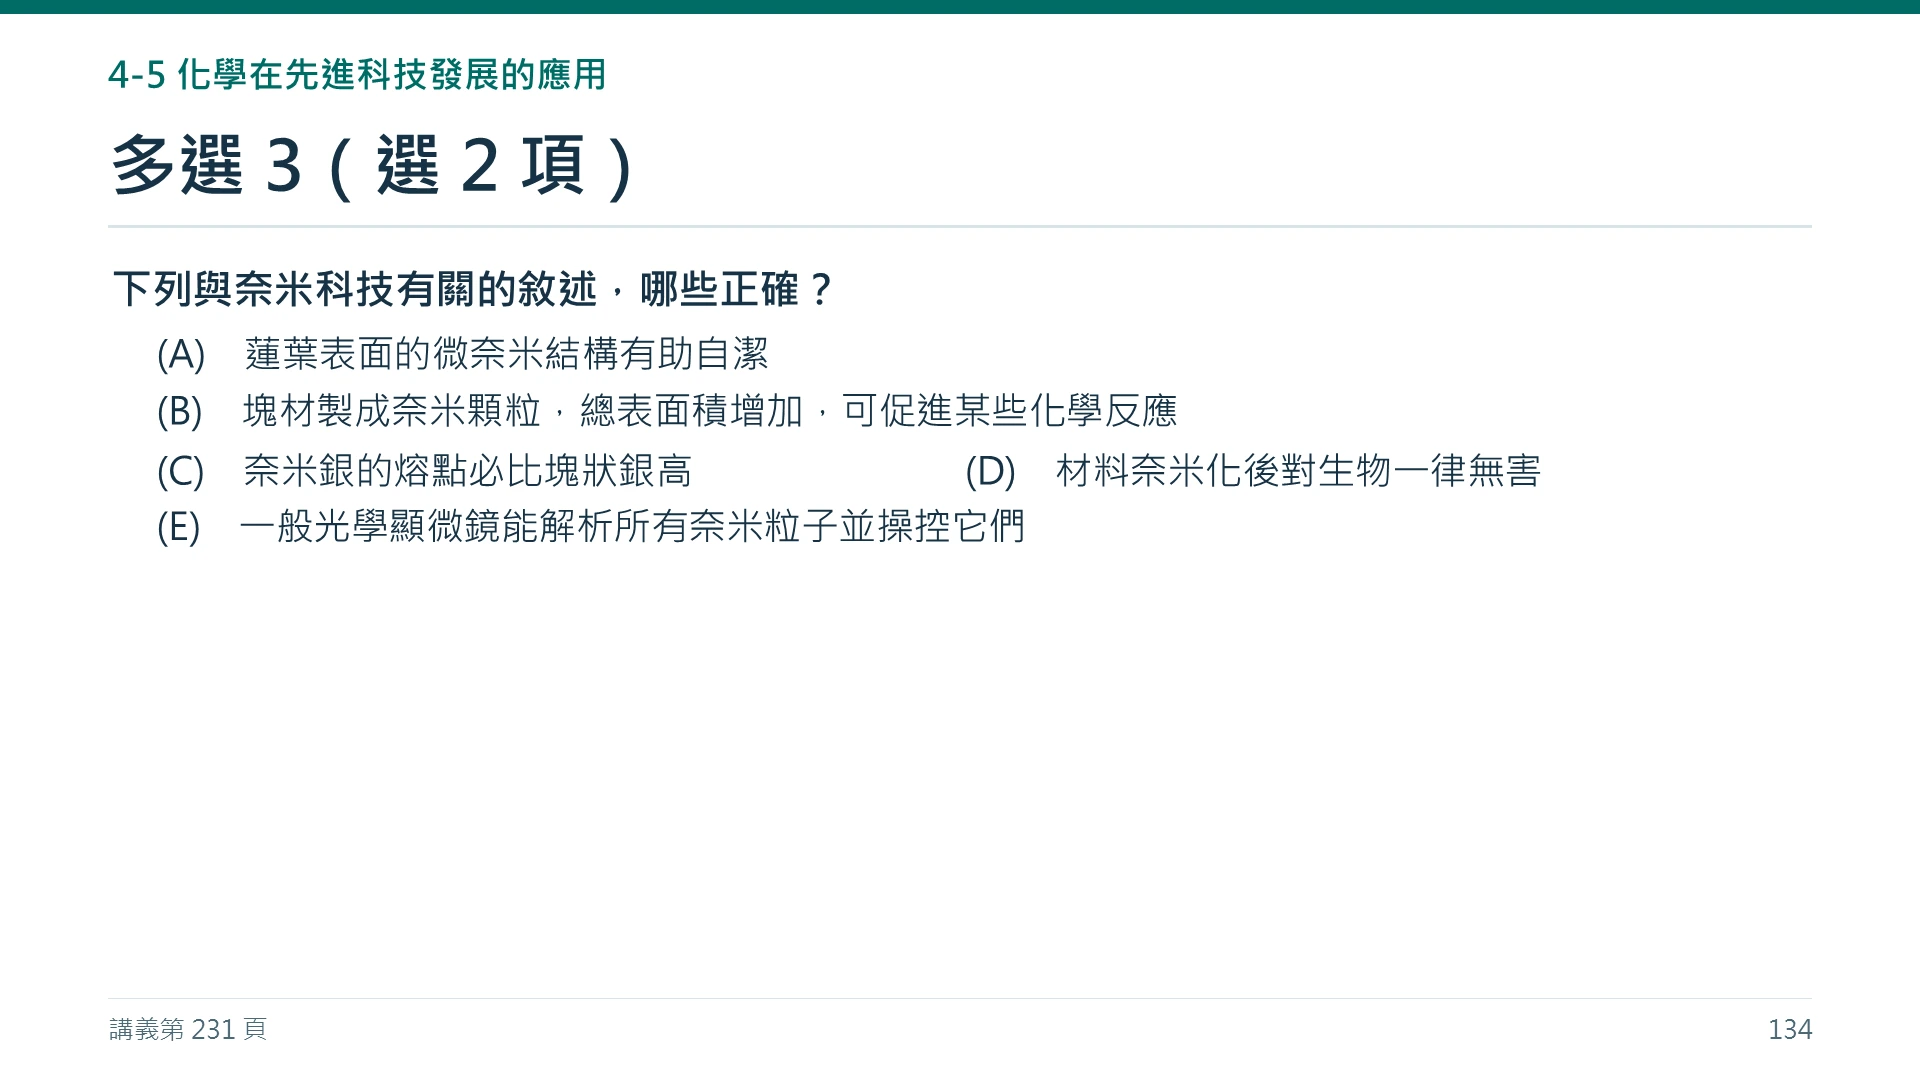 4-5 化學在先進科技發展的應用
多選 3（選 2 項）
下列與奈米科技有關的敘述，哪些正確？
(A) 蓮葉表面的微奈米結構有助自潔
(B) 塊材製成奈米顆粒，總表面積增加，可促進某些化學反應
(C) 奈米銀的熔點必比塊狀銀高 (D) 材料奈米化後對生物一律無害
(E) 一般光學顯微鏡能解析所有奈米粒子並操控它們
講義第 231 頁
134